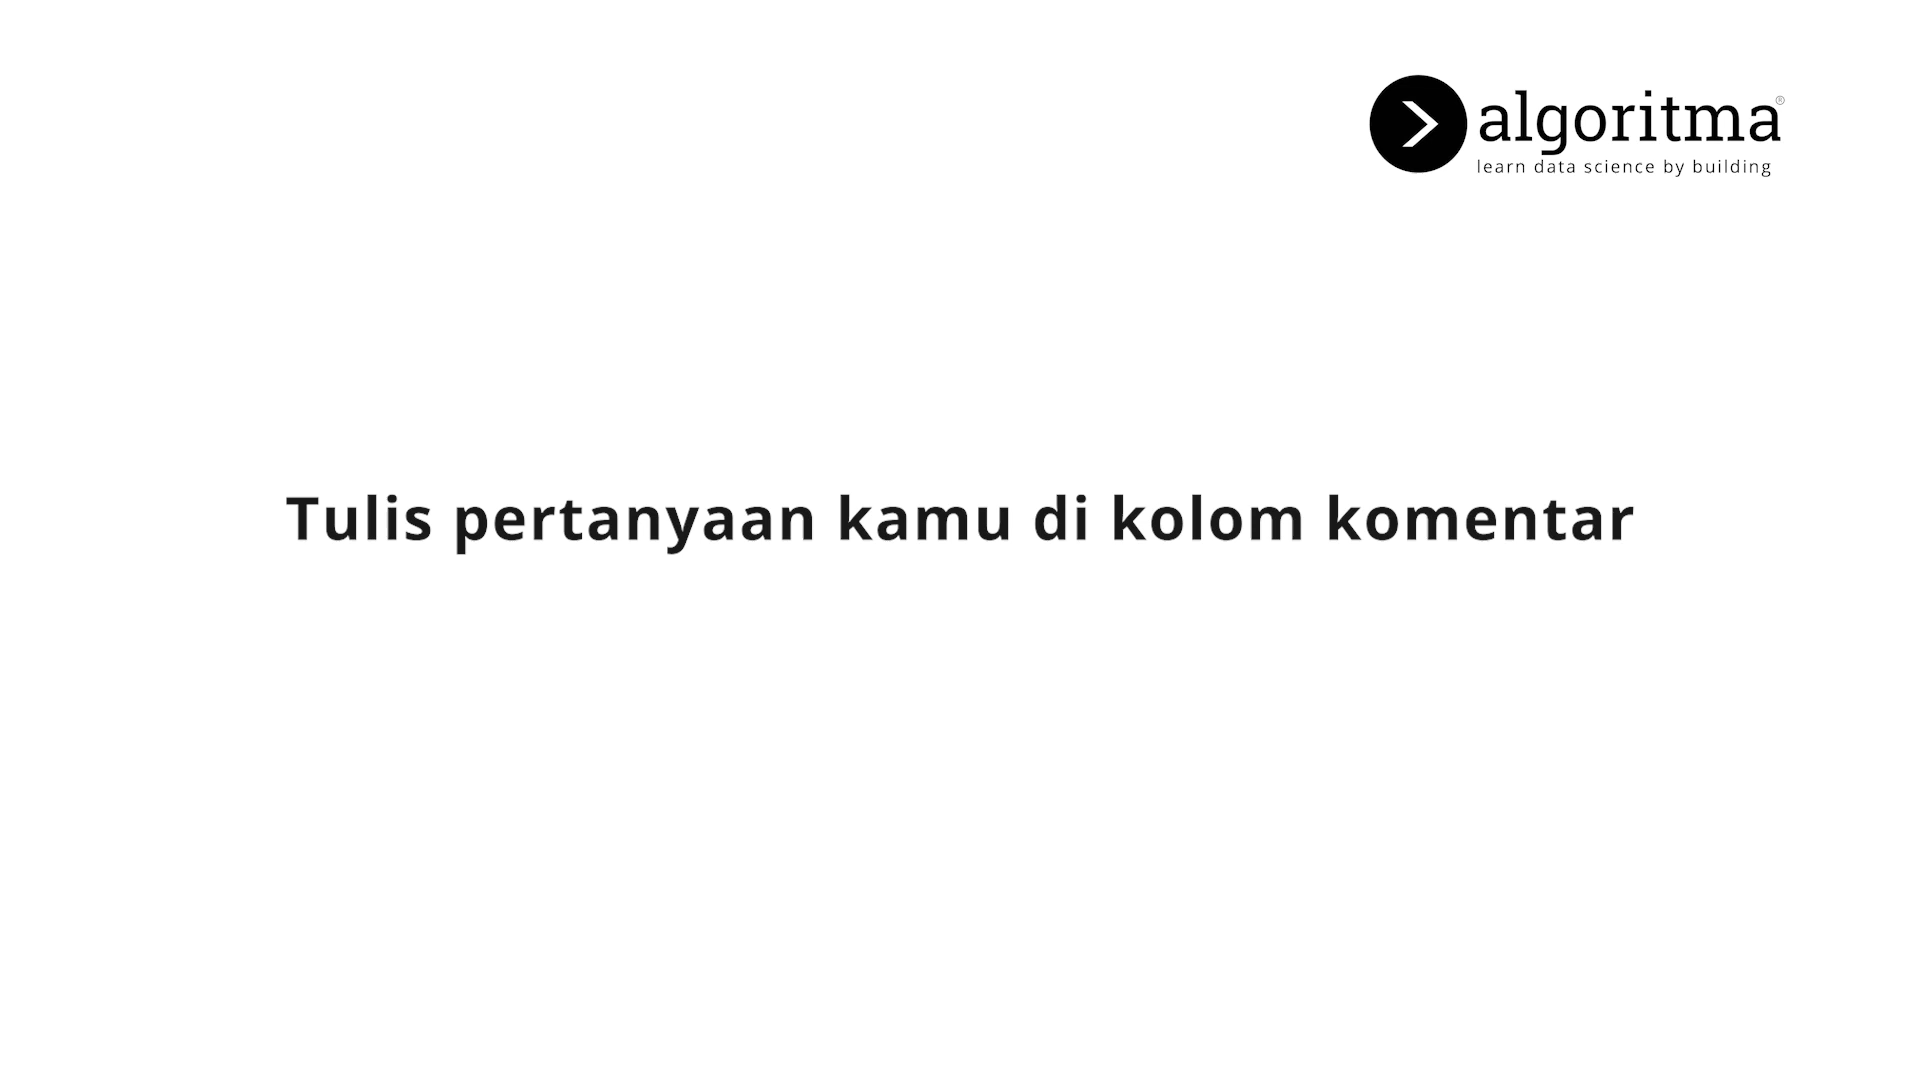 algoritma®
learn data science by building
Tulis pertanyaan kamu di kolom komentar